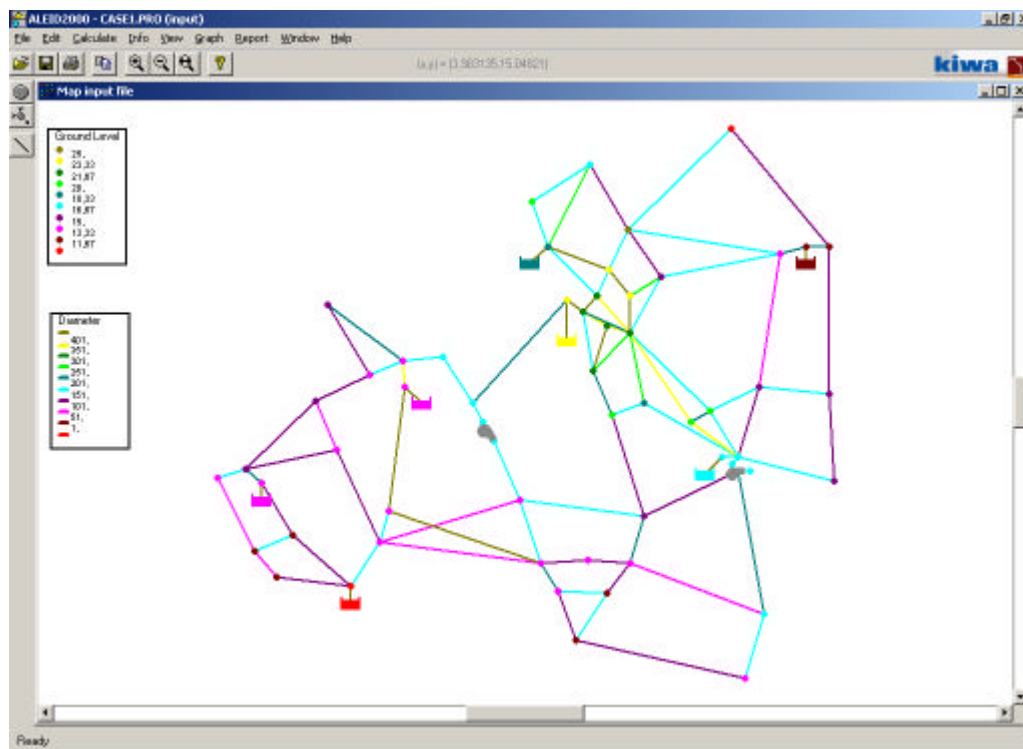 ALEID2000 - CASE1.PRO (input)
File Edit Calculate Info View Graph Report Window Help
kiwa
Map input file
Ground Level
25,
23,33
21,67
20,
18,33
16,67
15,
13,33
11,67
Diameter
401,
351,
301,
251,
201,
151,
101,
51,
1,
Ready